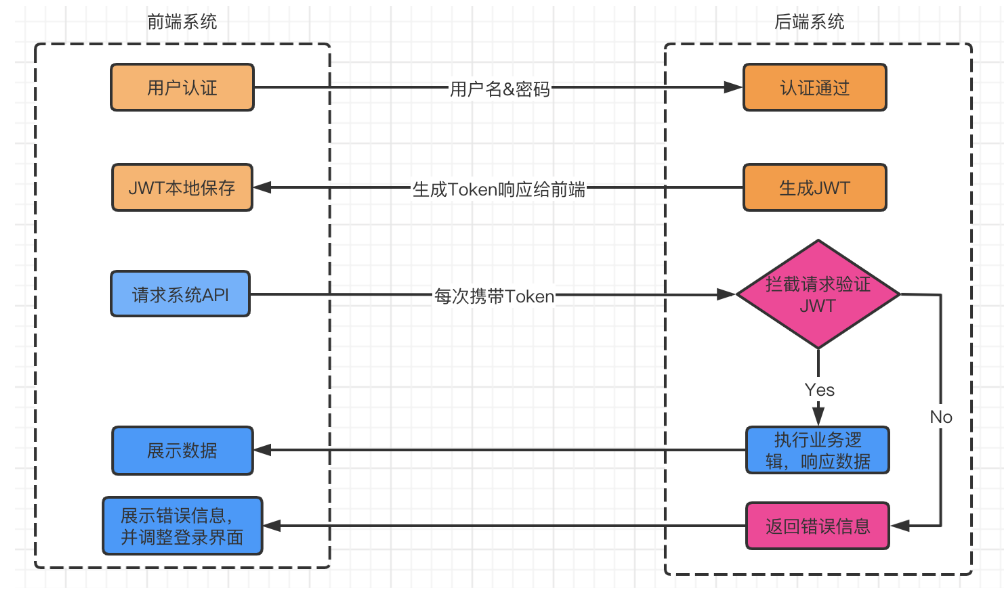 前端系统
后端系统
用户认证
用户名&密码
认证通过
JWT本地保存
生成Token响应给前端
生成JWT
请求系统API
每次携带Token
拦截请求验证
JWT
Yes
No
展示数据
执行业务逻
辑，响应数据
展示错误信息，
并调整登录界面
返回错误信息